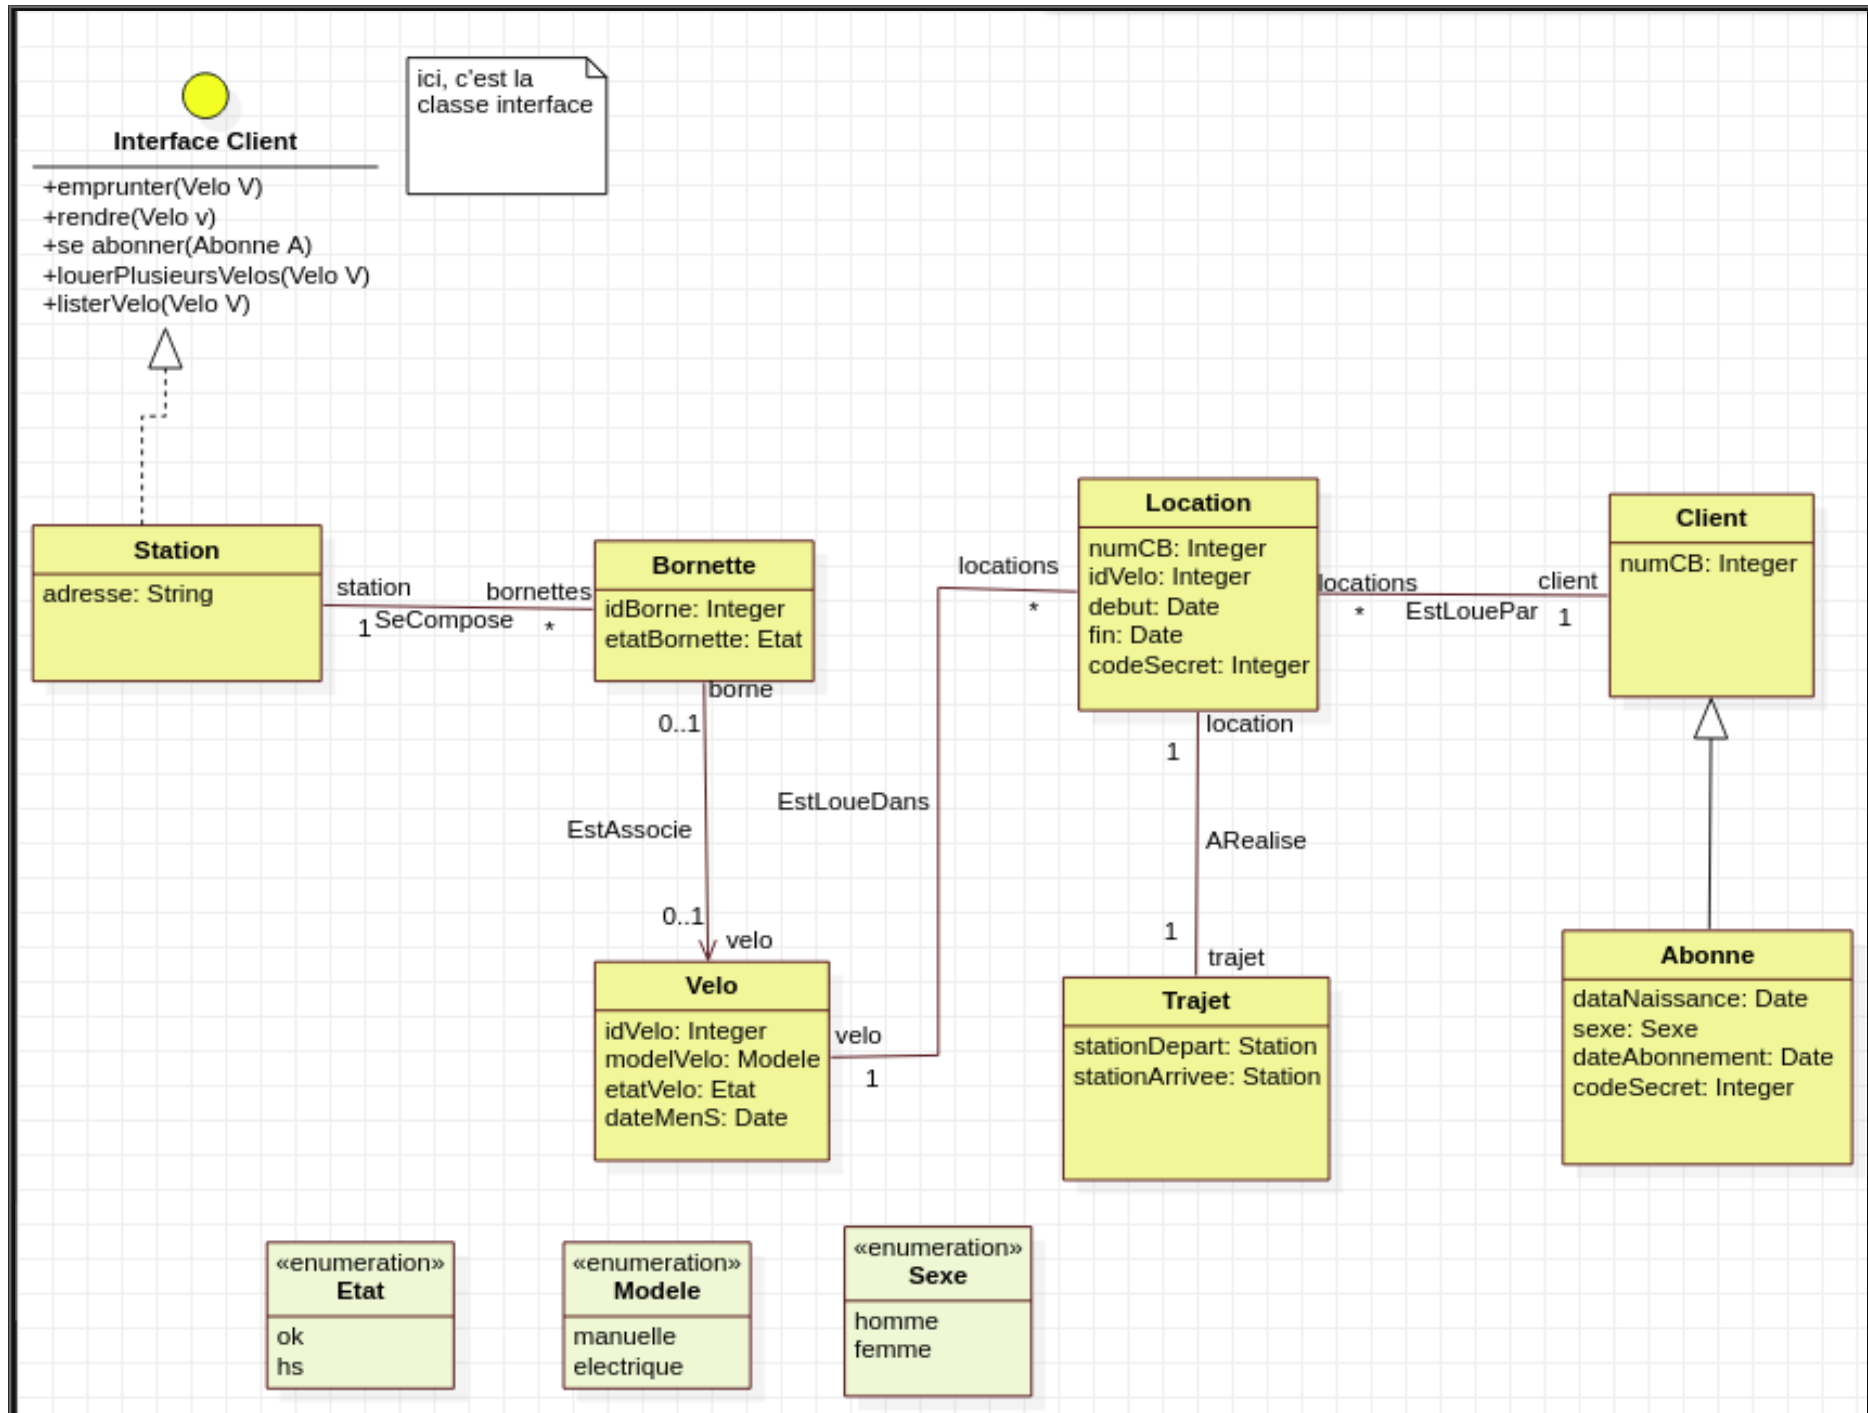 ici, c'est la
classe interface
Interface Client
+emprunter(Velo V)
+rendre(Velo v)
+se abonner(Abonne A)
+louerPlusieursVelos(Velo V)
+listerVelo(Velo V)
Station
adresse: String
station
1
SeCompose
bornettes
*
Bornette
idBorne: Integer
etatBornette: Etat
borne
0..1
EstAssocie
0..1
velo
Velo
idVelo: Integer
modelVelo: Modele
etatVelo: Etat
dateMenS: Date
velo
1
EstLoueDans
locations
*
Location
numCB: Integer
idVelo: Integer
debut: Date
fin: Date
codeSecret: Integer
locations
*
EstLouePar
client
1
Client
numCB: Integer
location
1
ARealise
1
trajet
Trajet
stationDepart: Station
stationArrivee: Station
Abonne
dataNaissance: Date
sexe: Sexe
dateAbonnement: Date
codeSecret: Integer
«enumeration»
Etat
ok
hs
«enumeration»
Modele
manuelle
electrique
«enumeration»
Sexe
homme
femme